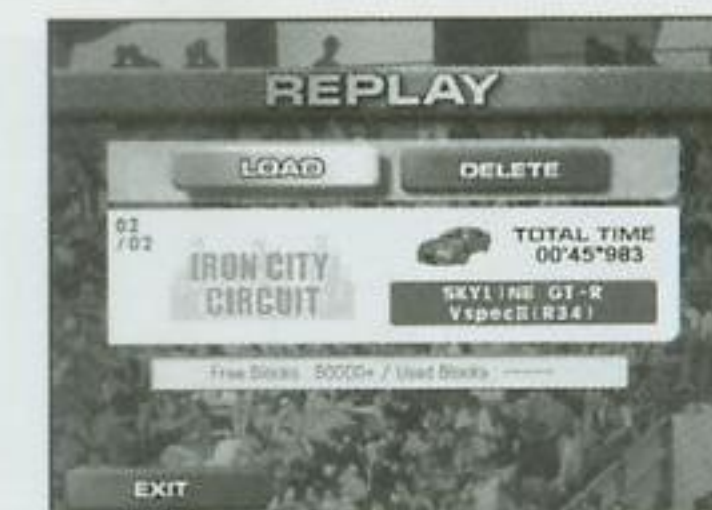 REPLAY
LOAD
DELETE
02
/02
IRON CITY
CIRCUIT
TOTAL TIME
00'45"983
SKYLINE GT-R
VspecⅡ(R34)
Free Blocks 50000+ / Used Blocks -----
EXIT